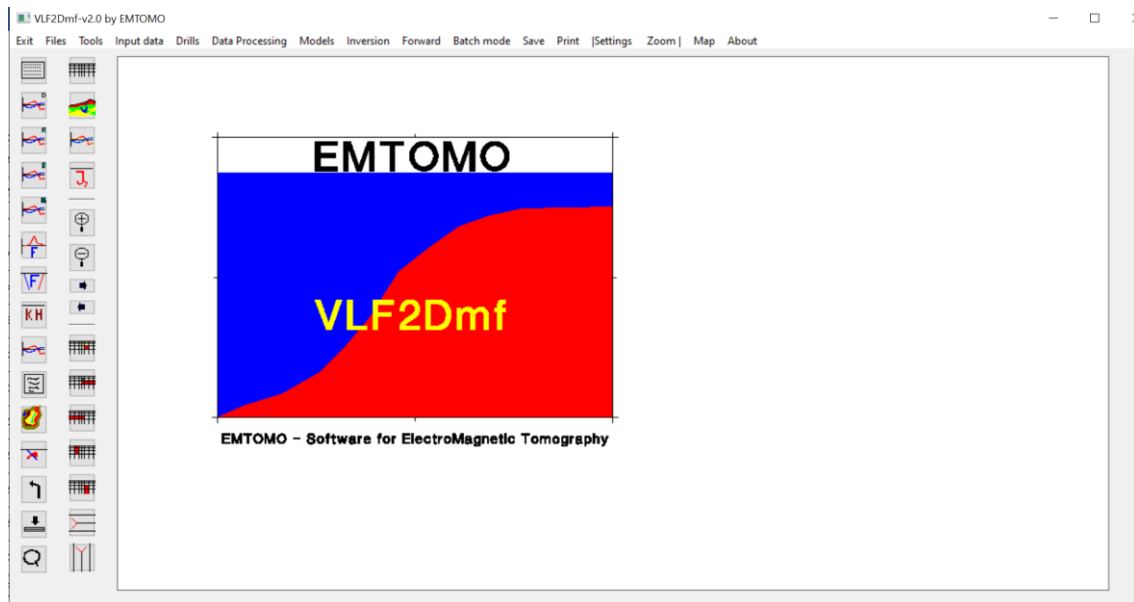 VLF2Dmf-v2.0 by EMTOMO
Exit Files Tools Input data Drills Data Processing Models Inversion Forward Batch mode Save Print |Settings Zoom | Map About
EMTOMO
VLF2Dmf
EMTOMO - Software for ElectroMagnetic Tomography
D
F
\F/
KH